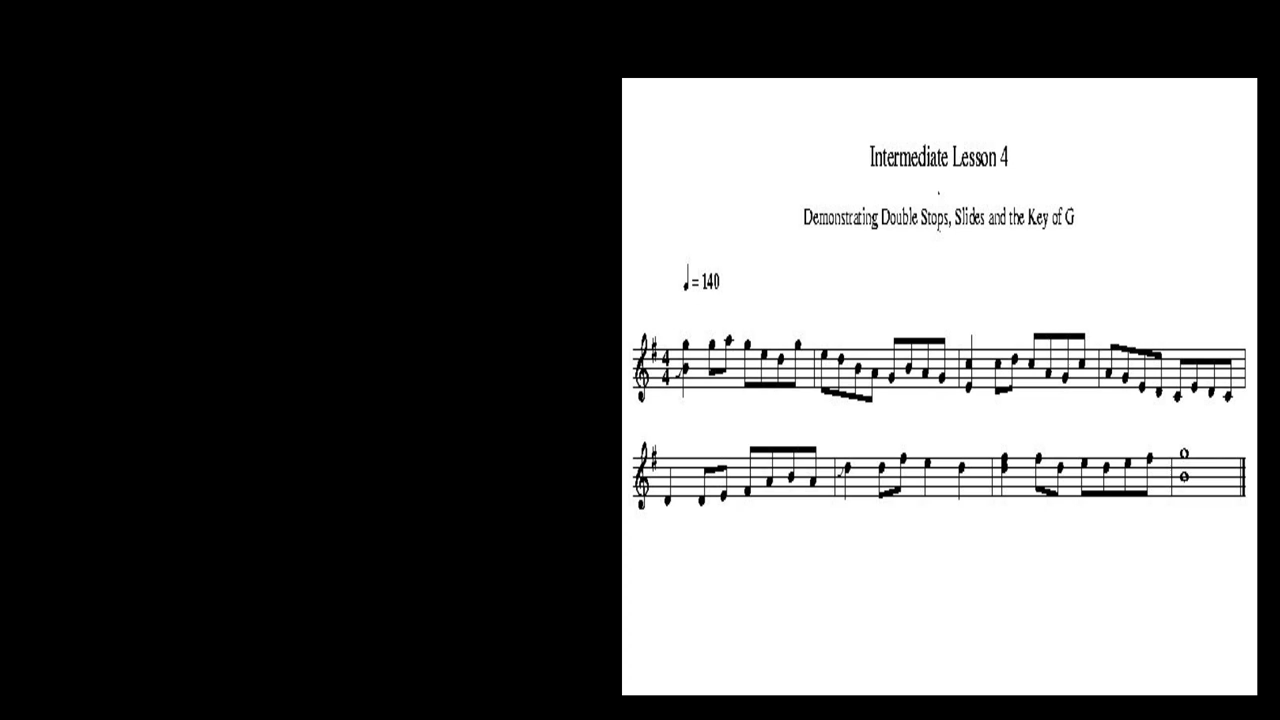 Intermediate Lesson 4
Demonstrating Double Stops, Slides and the Key of G
♩ = 140
4
4